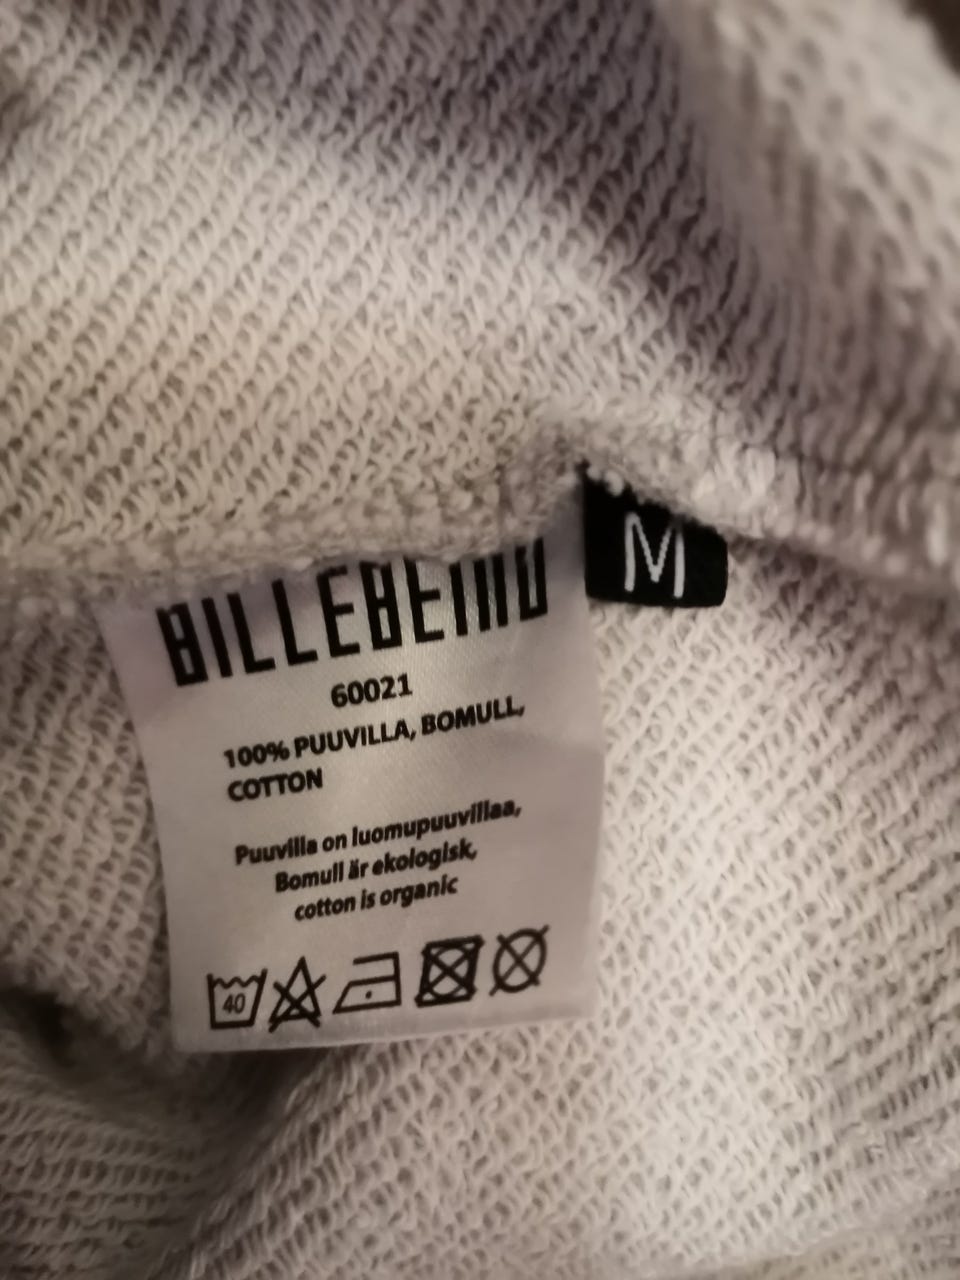 BILLEBEINO
M
60021
100% PUUVILLA, BOMULL,
COTTON
Puuvilla on luomupuuvillaa,
Bomull är ekologisk,
cotton is organic
40